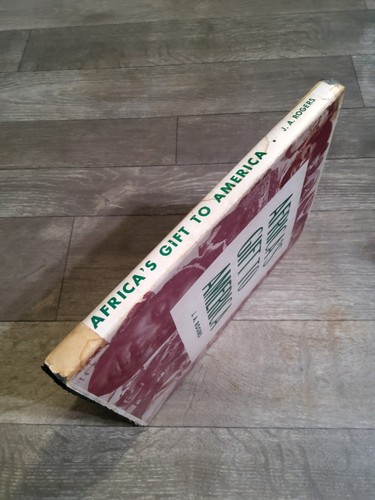 AFRICA'S GIFT TO AMERICA • J. A. ROGERS
AFRICA'S
GIFT TO
AMERICA
J. A. ROGERS